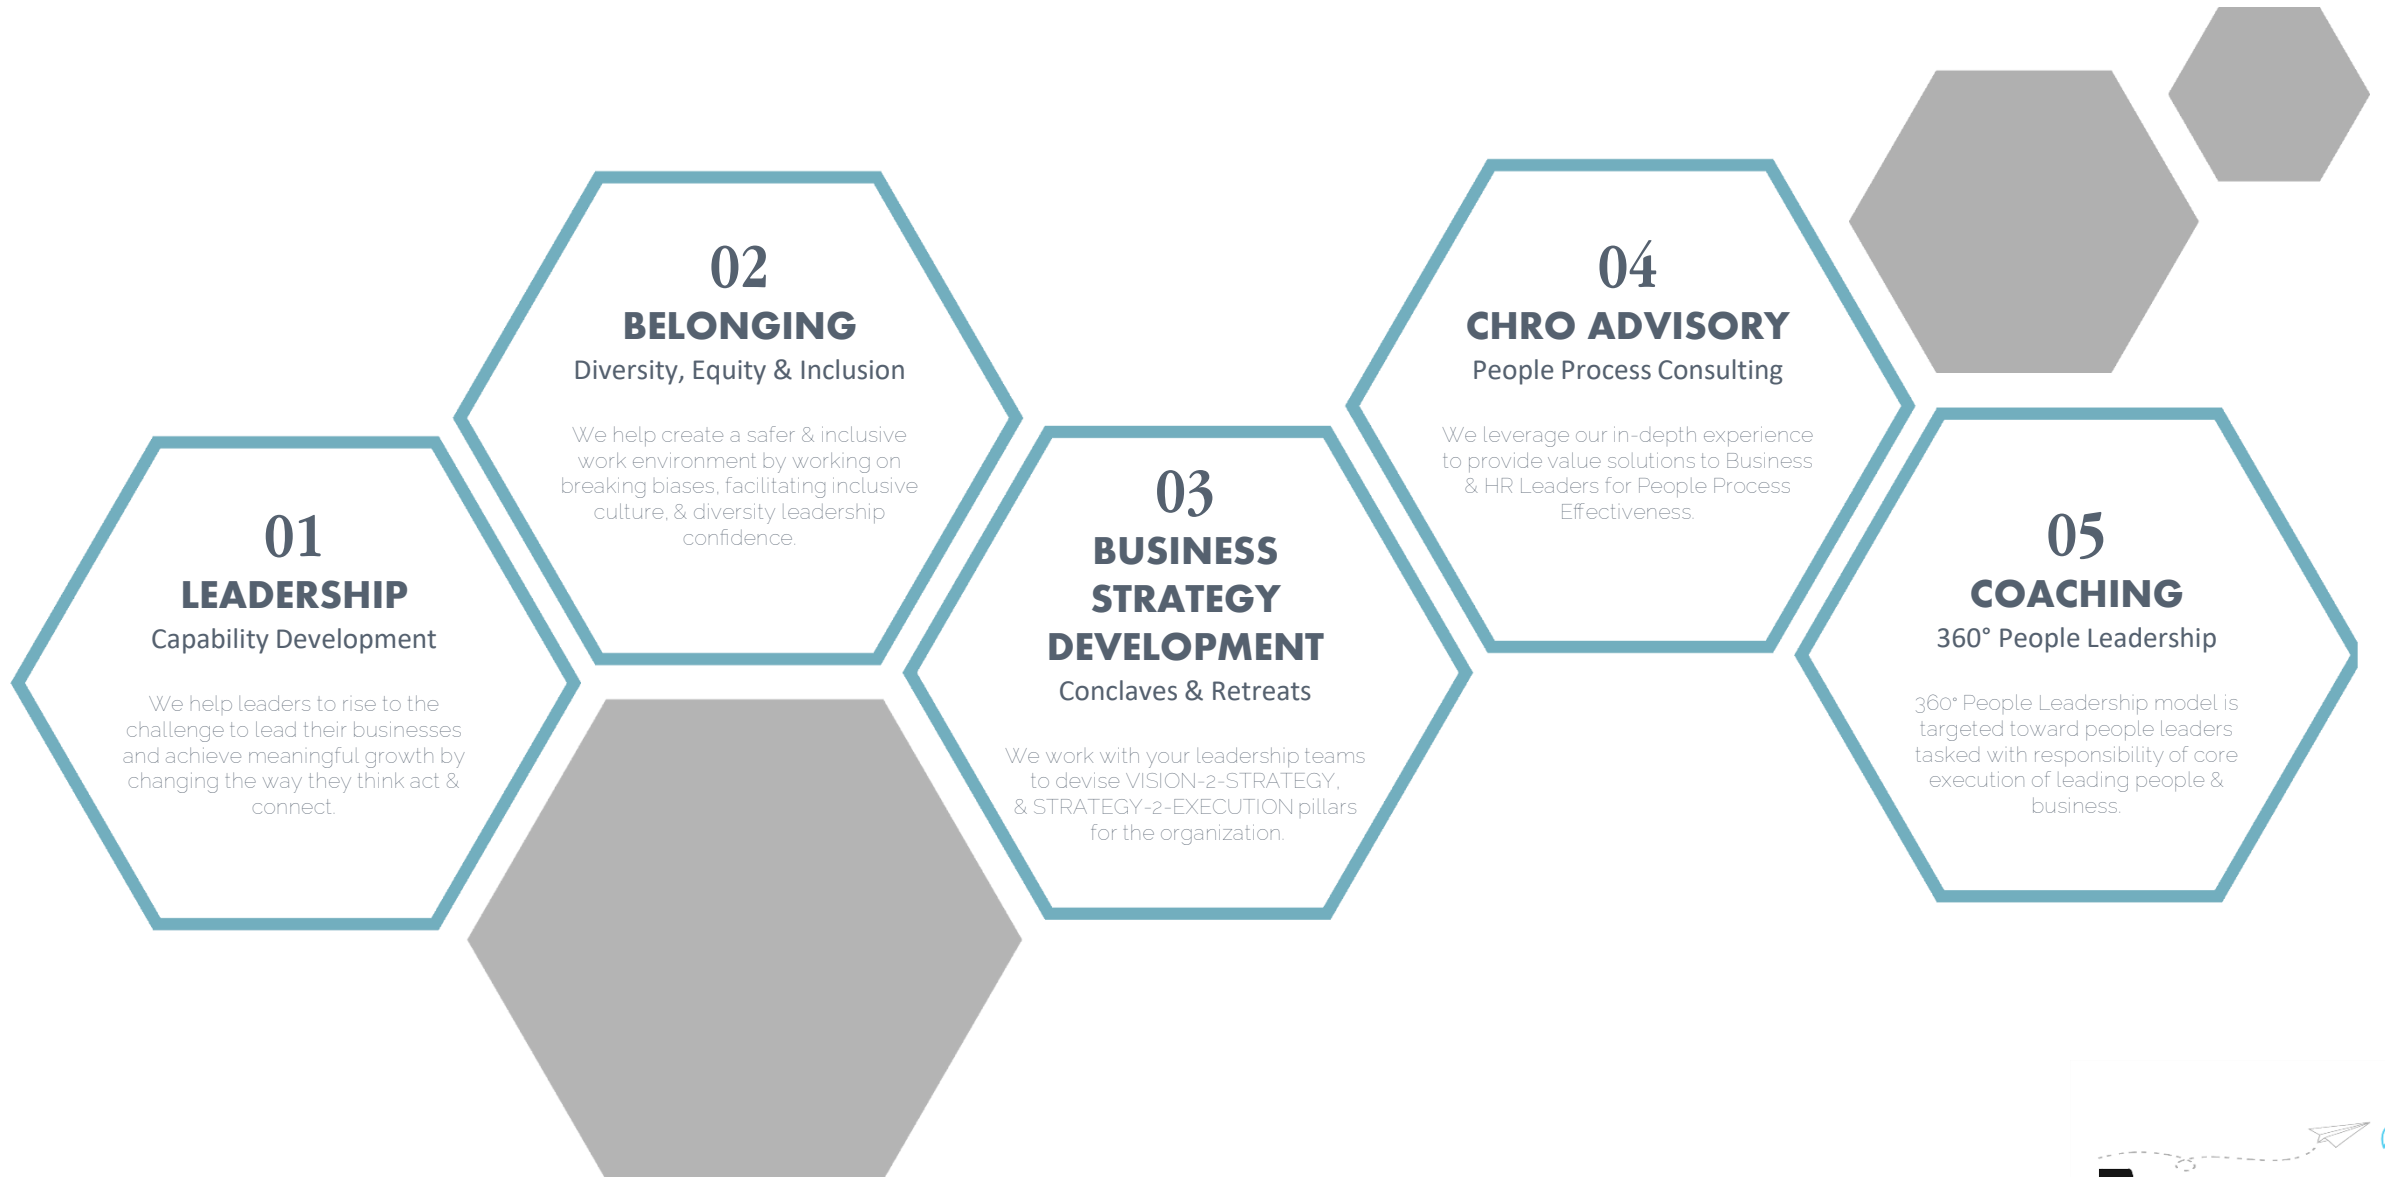 01
LEADERSHIP
Capability Development
We help leaders to rise to the
challenge to lead their businesses
and achieve meaningful growth by
changing the way they think act &
connect.
02
BELONGING
Diversity, Equity & Inclusion
We help create a safer & inclusive
work environment by working on
breaking biases, facilitating inclusive
culture, & diversity leadership
confidence.
03
BUSINESS
STRATEGY
DEVELOPMENT
Conclaves & Retreats
We work with your leadership teams
to devise VISION-2-STRATEGY,
& STRATEGY-2-EXECUTION pillars
for the organization.
04
CHRO ADVISORY
People Process Consulting
We leverage our in-depth experience
to provide value solutions to Business
& HR Leaders for People Process
Effectiveness.
05
COACHING
360° People Leadership
360° People Leadership model is
targeted toward people leaders
tasked with responsibility of core
execution of leading people &
business.